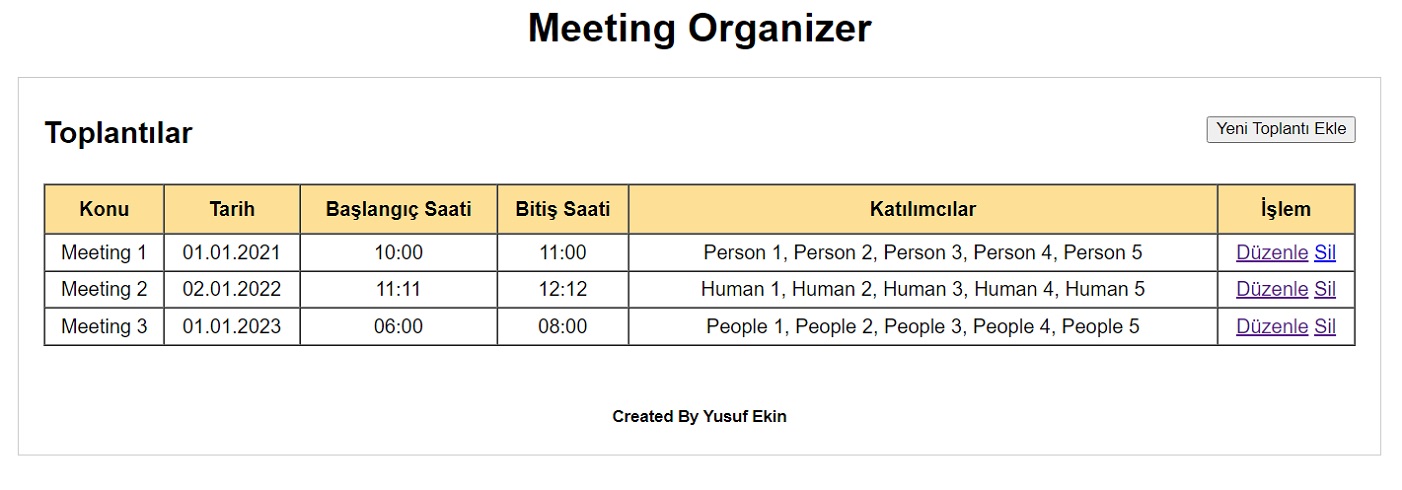 Meeting Organizer
Toplantılar
Yeni Toplantı Ekle
Konu Tarih Başlangıç Saati Bitiş Saati Katılımcılar İşlem
Meeting 1 01.01.2021 10:00 11:00 Person 1, Person 2, Person 3, Person 4, Person 5 Düzenle Sil
Meeting 2 02.01.2022 11:11 12:12 Human 1, Human 2, Human 3, Human 4, Human 5 Düzenle Sil
Meeting 3 01.01.2023 06:00 08:00 People 1, People 2, People 3, People 4, People 5 Düzenle Sil
Created By Yusuf Ekin